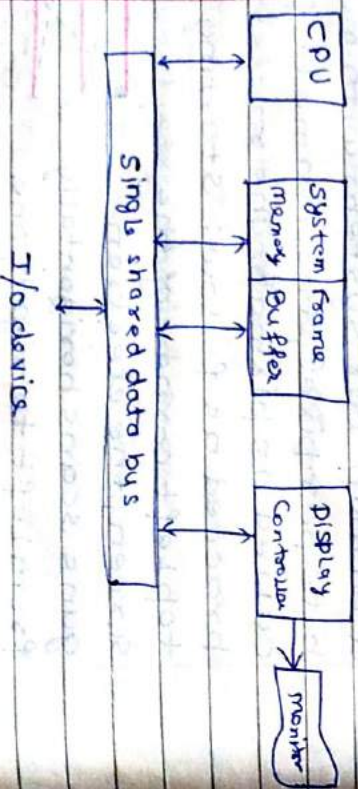 CPU
System
Memory
Frame
Buffer
Display
Controller
Monitor
Single shared data bus
I/o device